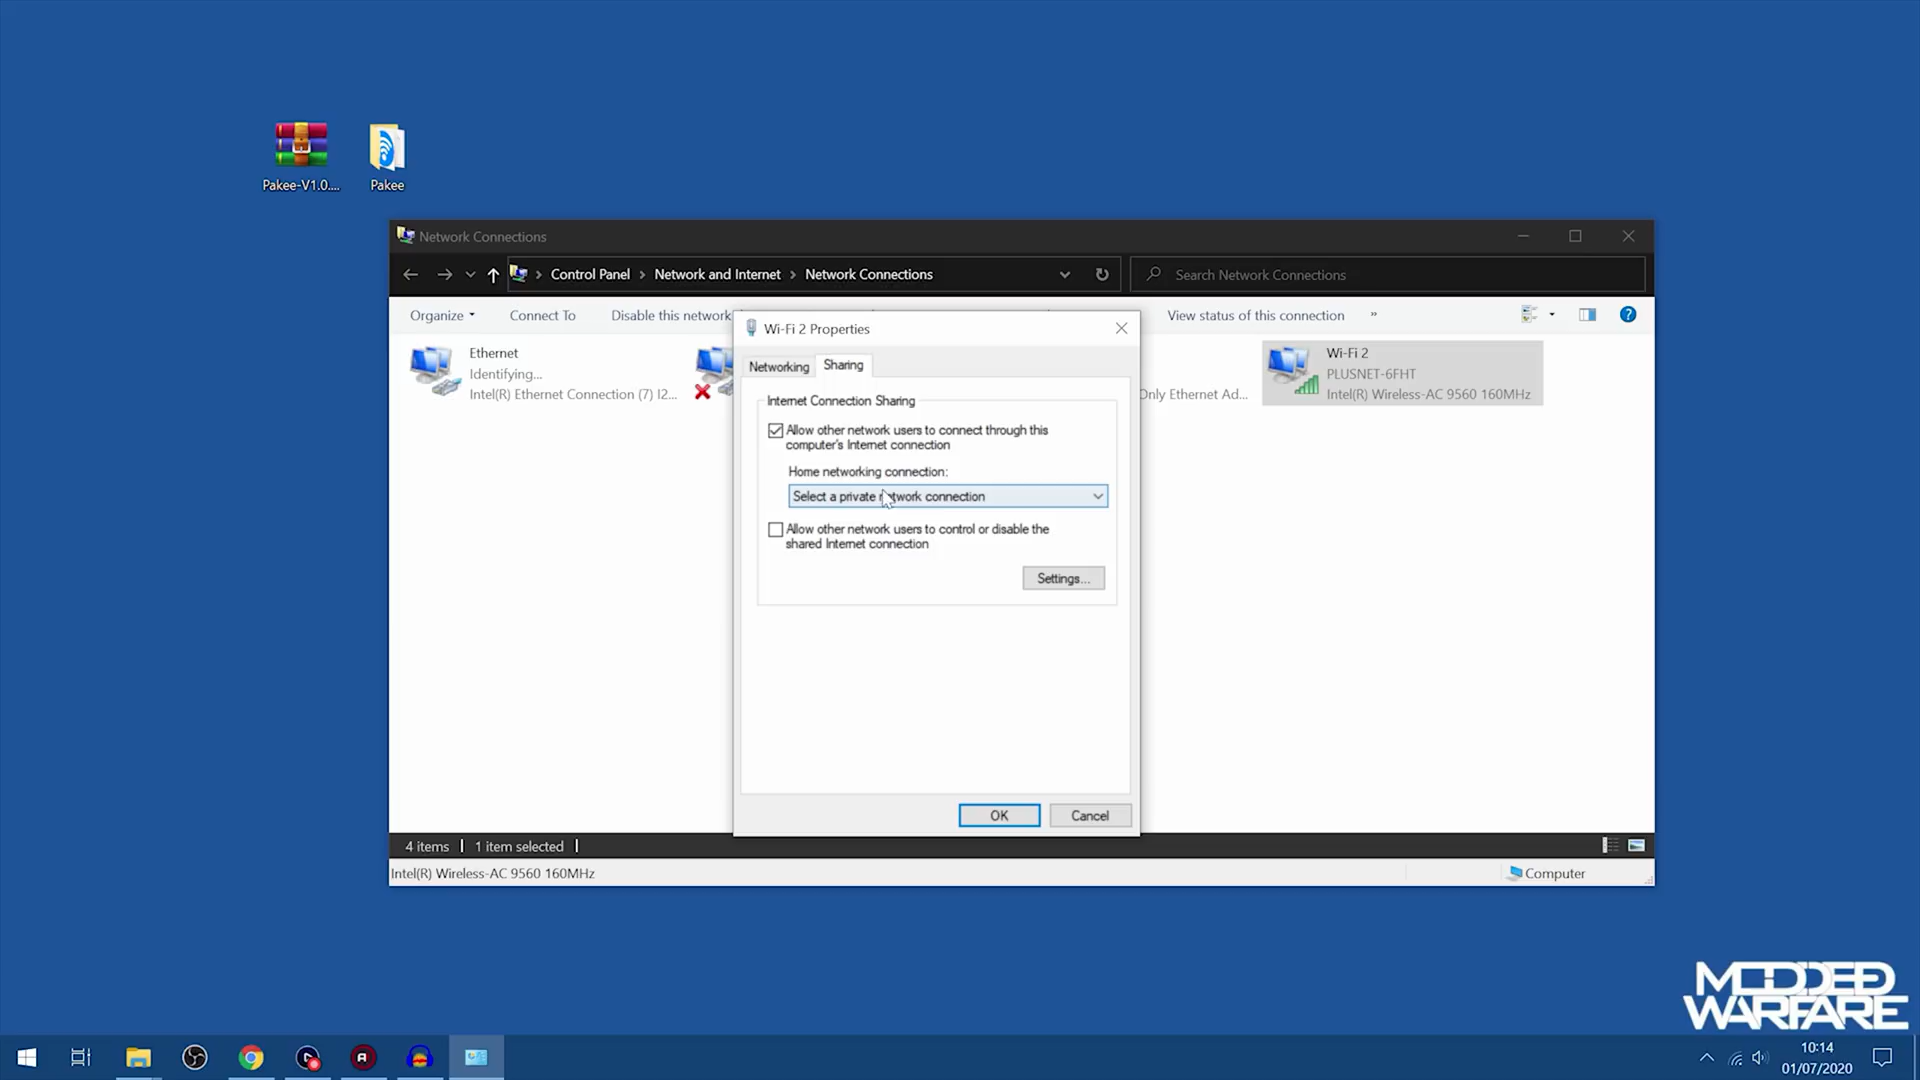 Pakee-V1.0....
Pakee
Network Connections
Control Panel > Network and Internet > Network Connections
Search Network Connections
Organize
Connect To
Disable this network
View status of this connection
»
Ethernet
Identifying...
Intel(R) Ethernet Connection (7) I2...
Only Ethernet Ad...
Wi-Fi 2
PLUSNET-6FHT
Intel(R) Wireless-AC 9560 160MHz
Wi-Fi 2 Properties
Networking
Sharing
Internet Connection Sharing
Allow other network users to connect through this
computer's Internet connection
Home networking connection:
Select a private network connection
Allow other network users to control or disable the
shared Internet connection
Settings...
OK
Cancel
4 items
1 item selected
Intel(R) Wireless-AC 9560 160MHz
Computer
MODDED
WARFARE
10:14
01/07/2020